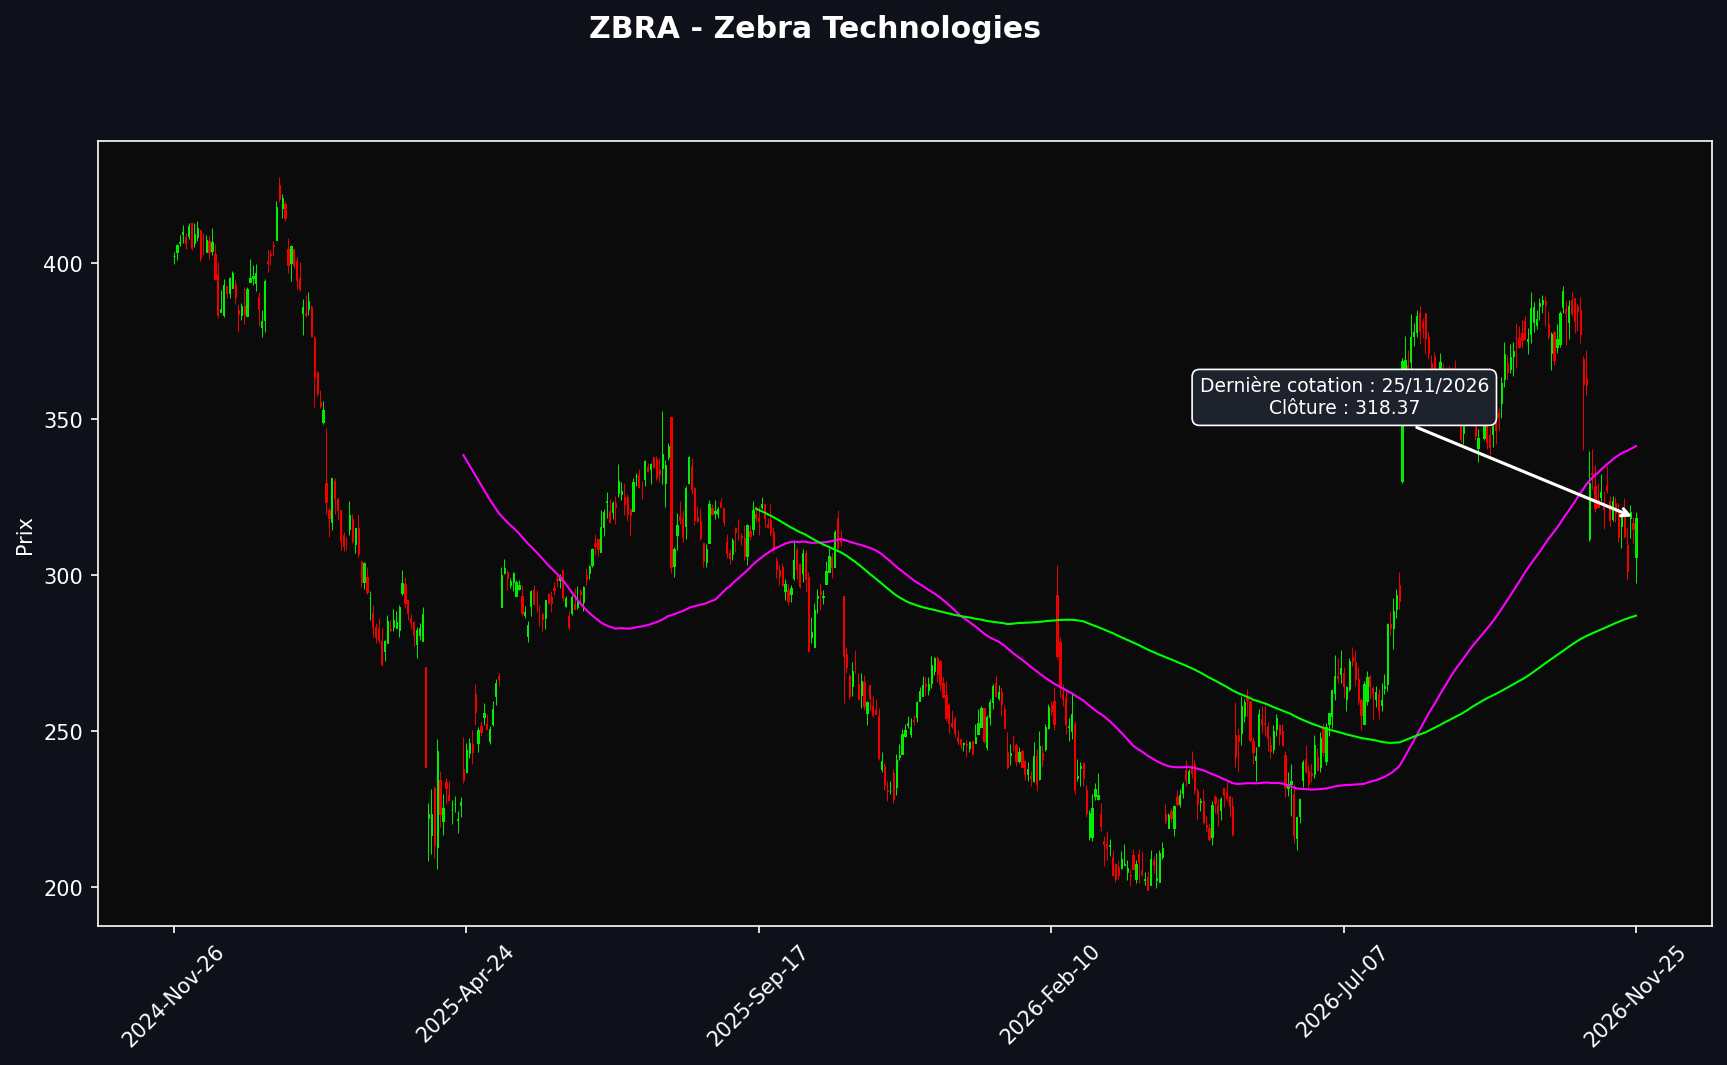 ZBRA - Zebra Technologies
Prix
400
350
300
250
200
Dernière cotation : 25/11/2026
Clôture : 318.37
2024-Nov-26
2025-Apr-24
2025-Sep-17
2026-Feb-10
2026-Jul-07
2026-Nov-25